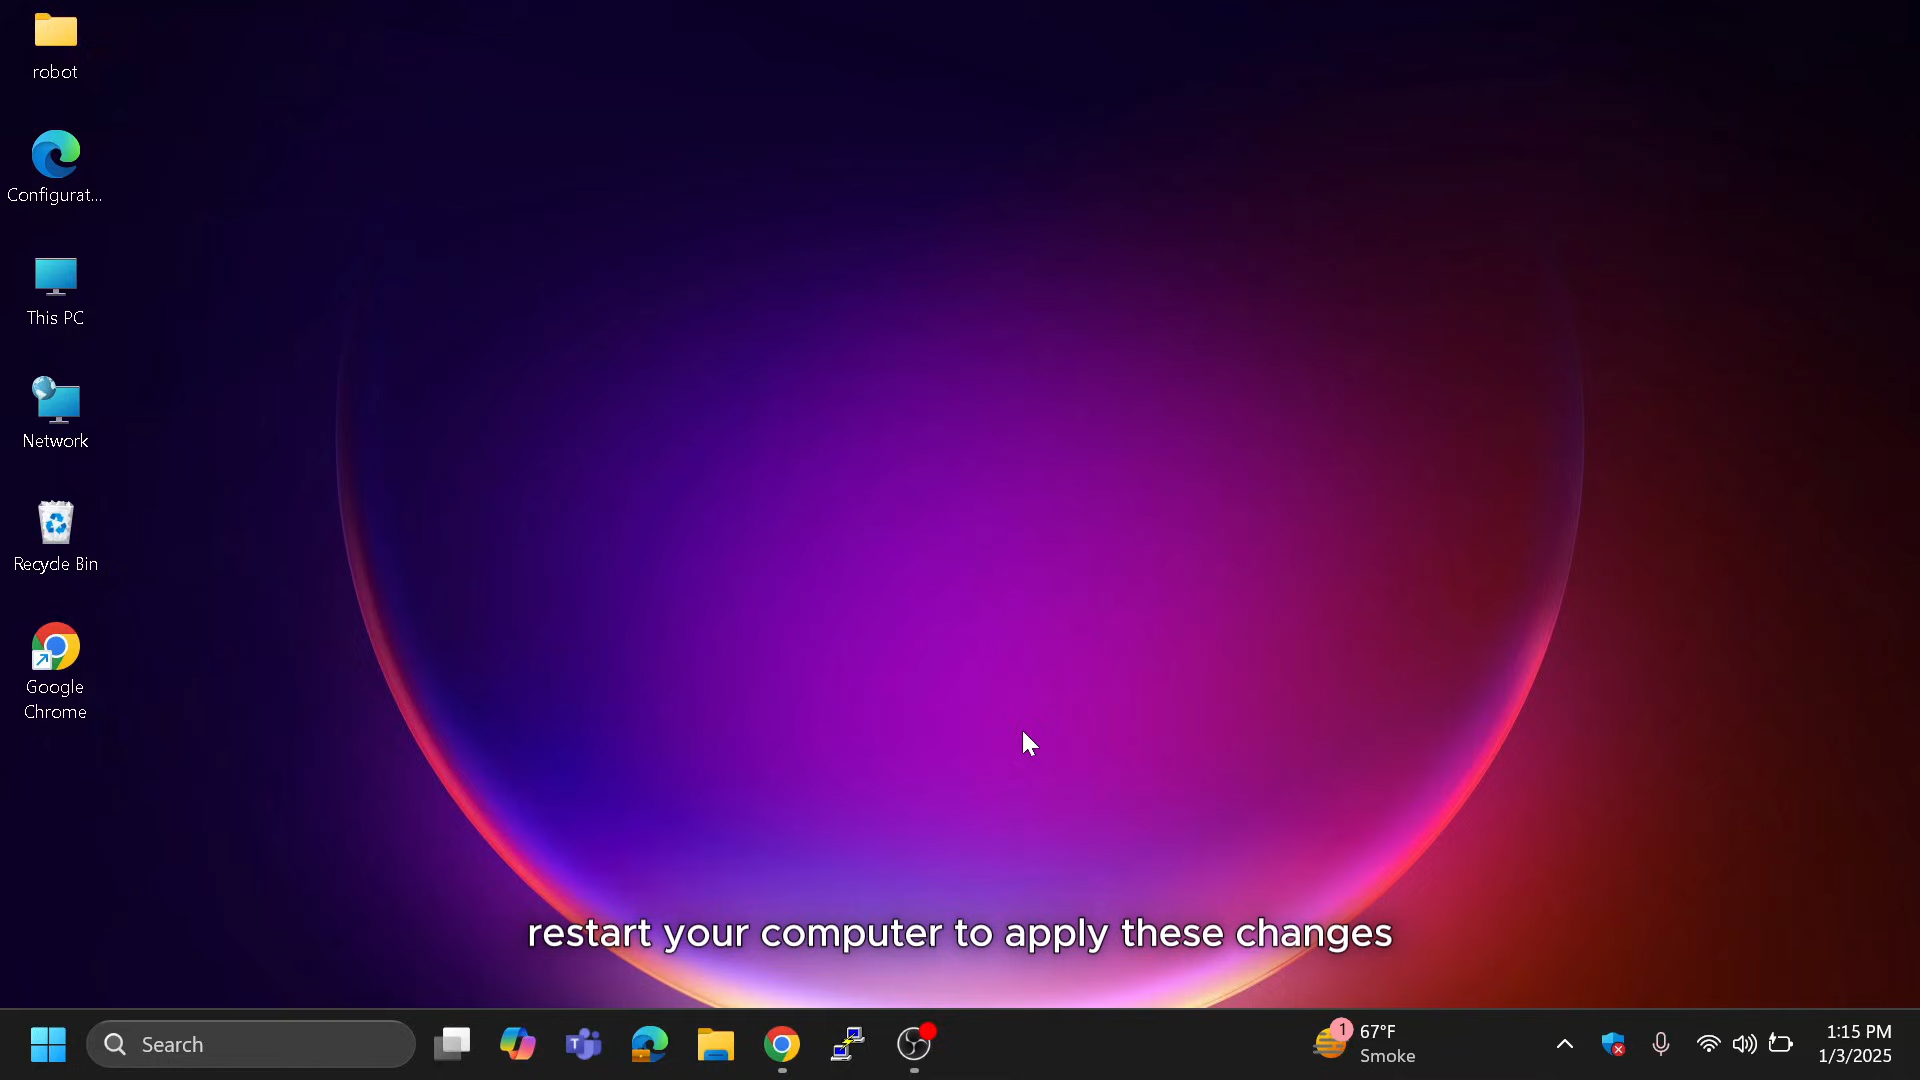 robot
Configurat...
This PC
Network
Recycle Bin
Google
Chrome
restart your computer to apply these changes
Search
1
67°F
Smoke
1:15 PM
1/3/2025